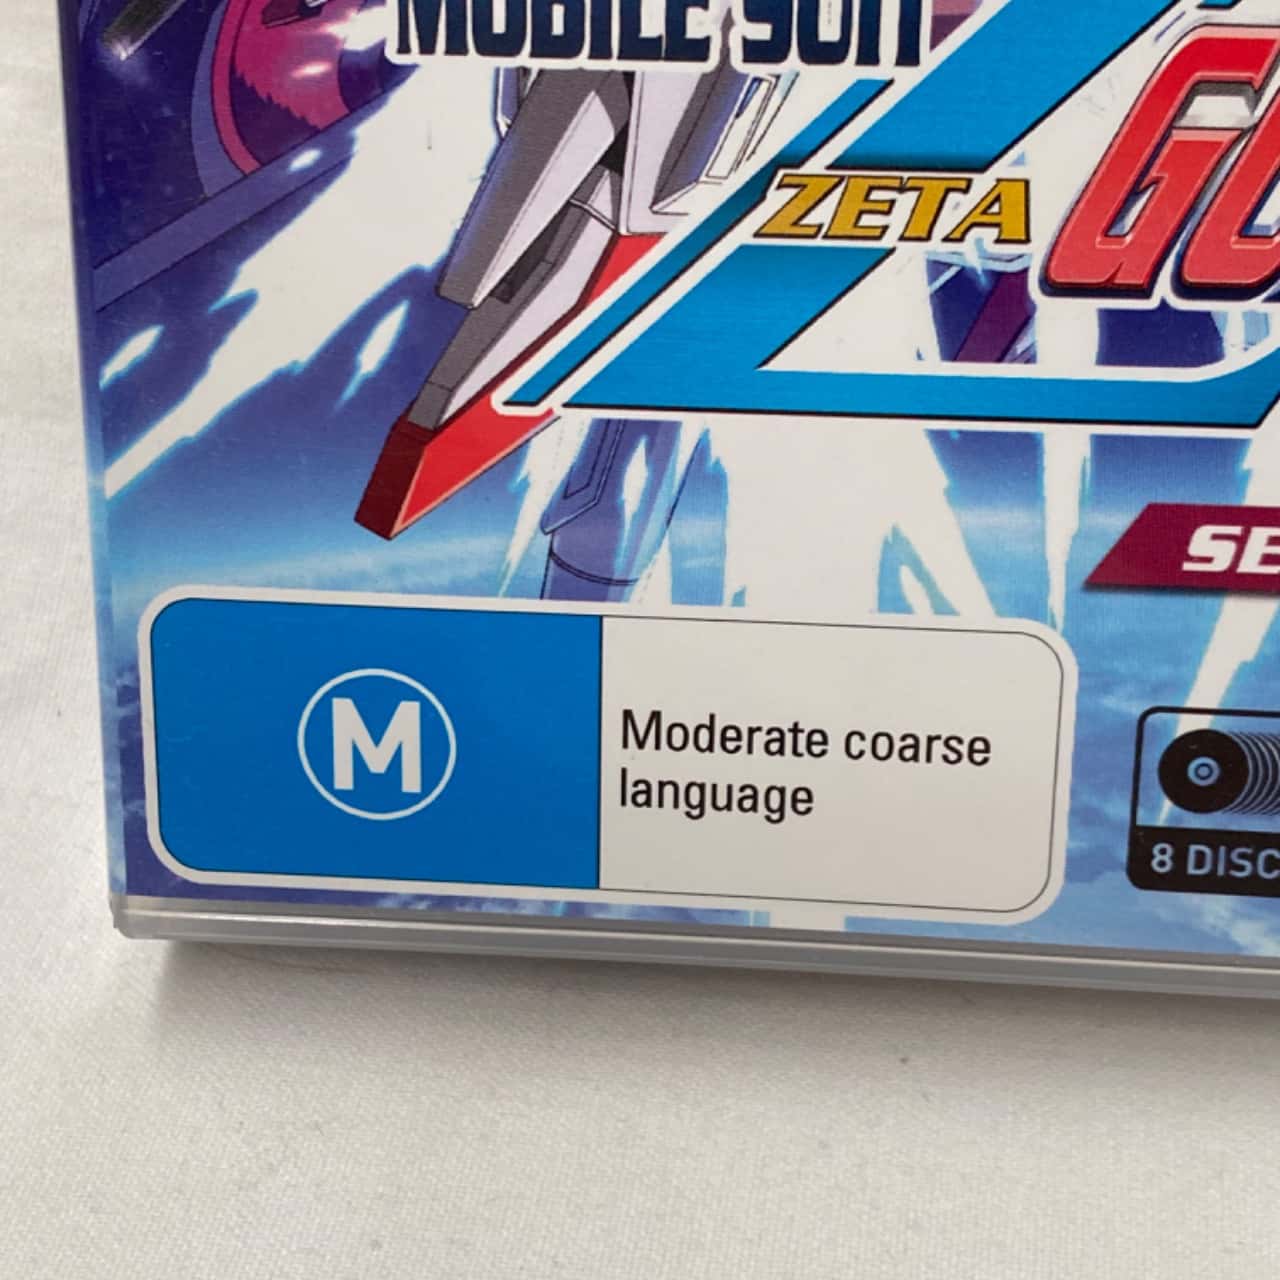 MOBILE SUIT
ZETA
M
Moderate coarse
language
8 DISC